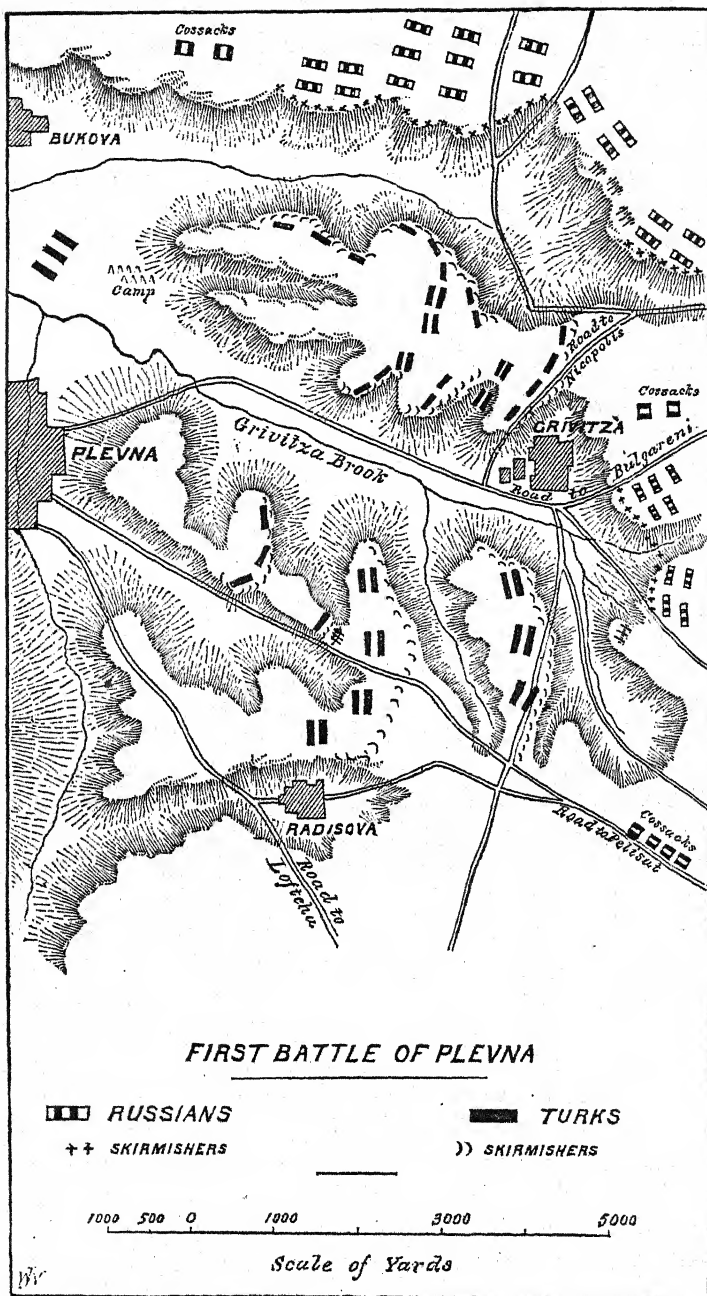 Cossacks
BUKOVA
Camp
Road to
Nicopolis
Cossacks
GRIVITZA
Bulgareni
Road to
PLEVNA
Grivitza Brook
RADISOVA
Road to
Loftcha
Road to Pelisat
Cossacks
FIRST BATTLE OF PLEVNA
RUSSIANS
TURKS
++ SKIRMISHERS
)) SKIRMISHERS
1000 500 0 1000 3000 5000
Scale of Yards
WV